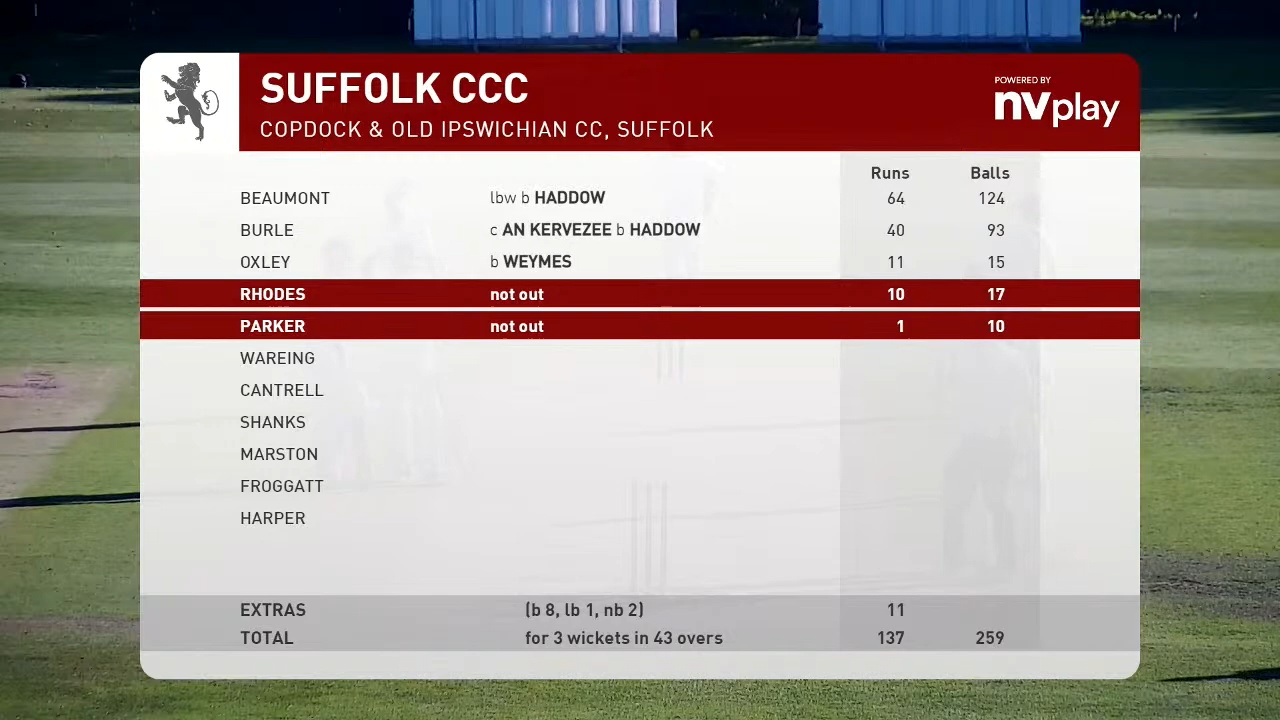 SUFFOLK CCC
COPDOCK & OLD IPSWICHIAN CC, SUFFOLK
POWERED BY
nvplay
Runs Balls
BEAUMONT lbw b HADDOW 64 124
BURLE c AN KERVEZEE b HADDOW 40 93
OXLEY b WEYMES 11 15
RHODES not out 10 17
PARKER not out 1 10
WAREING
CANTRELL
SHANKS
MARSTON
FROGGATT
HARPER
EXTRAS (b 8, lb 1, nb 2) 11
TOTAL for 3 wickets in 43 overs 137 259